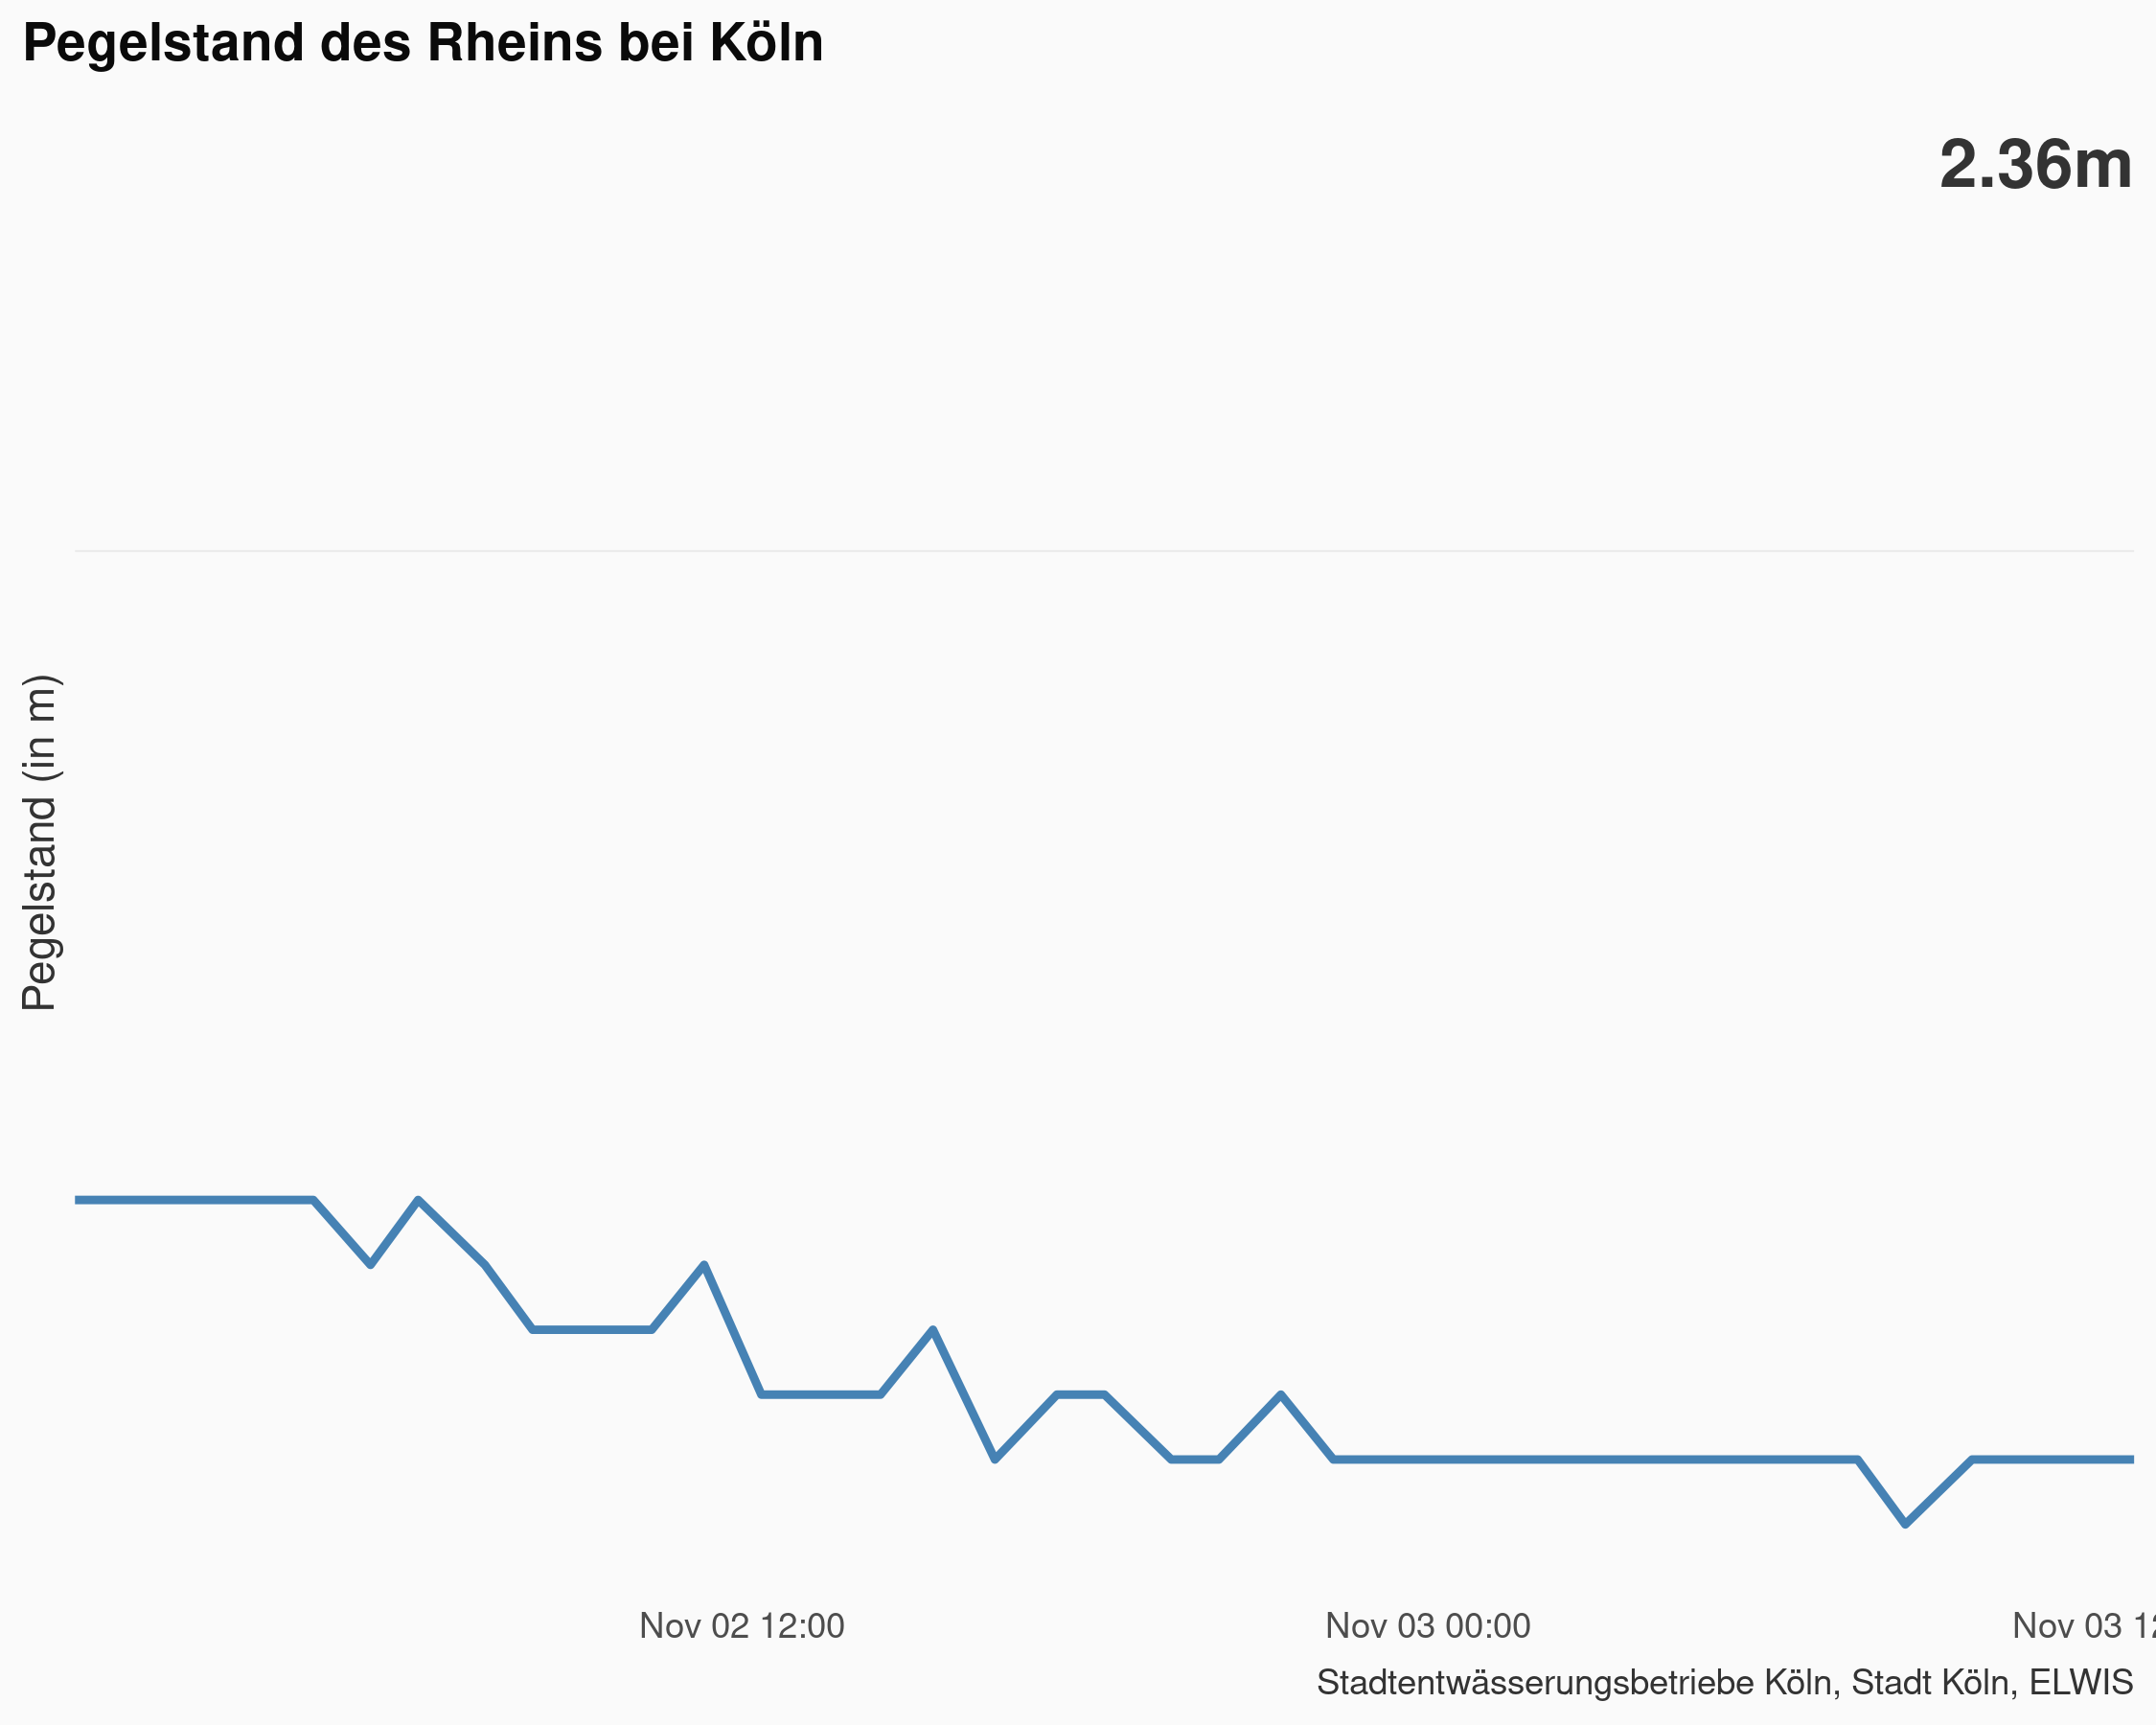 Pegelstand des Rheins bei Köln
2.36m
Pegelstand (in m)
Nov 02 12:00
Nov 03 00:00
Nov 03 12
Stadtentwässerungsbetriebe Köln, Stadt Köln, ELWIS